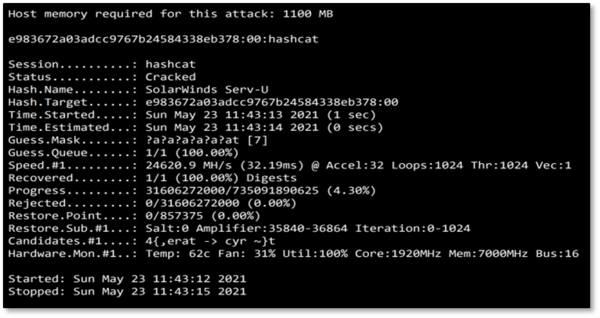 Host memory required for this attack: 1100 MB
e983672a03adcc9767b24584338eb378:00:hashcat
Session..........: hashcat
Status...........: Cracked
Hash.Name........: SolarWinds Serv-U
Hash.Target......: e983672a03adcc9767b24584338eb378:00
Time.Started.....: Sun May 23 11:43:13 2021 (1 sec)
Time.Estimated...: Sun May 23 11:43:14 2021 (0 secs)
Guess.Mask.......: ?a?a?a?a?a?at [7]
Guess.Queue......: 1/1 (100.00%)
Speed.#1.........: 24620.9 MH/s (32.19ms) @ Accel:32 Loops:1024 Thr:1024 Vec:1
Recovered........: 1/1 (100.00%) Digests
Progress.........: 31606272000/735091890625 (4.30%)
Rejected.........: 0/31606272000 (0.00%)
Restore.Point....: 0/857375 (0.00%)
Restore.Sub.#1...: Salt:0 Amplifier:35840-36864 Iteration:0-1024
Candidates.#1....: 4{,erat -> cyr ~}t
Hardware.Mon.#1..: Temp: 62c Fan: 31% Util:100% Core:1920MHz Mem:7000MHz Bus:16
Started: Sun May 23 11:43:12 2021
Stopped: Sun May 23 11:43:15 2021